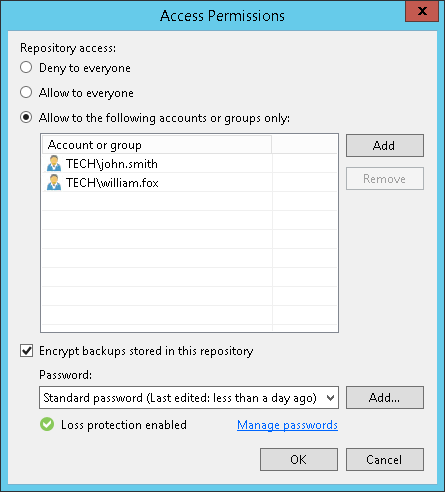 Access Permissions
x
Repository access:
Deny to everyone
Allow to everyone
Allow to the following accounts or groups only:
Account or group
Add
TECH\john.smith
Remove
TECH\william.fox
Encrypt backups stored in this repository
Password:
Standard password (Last edited: less than a day ago)
Add...
Loss protection enabled
Manage passwords
OK
Cancel